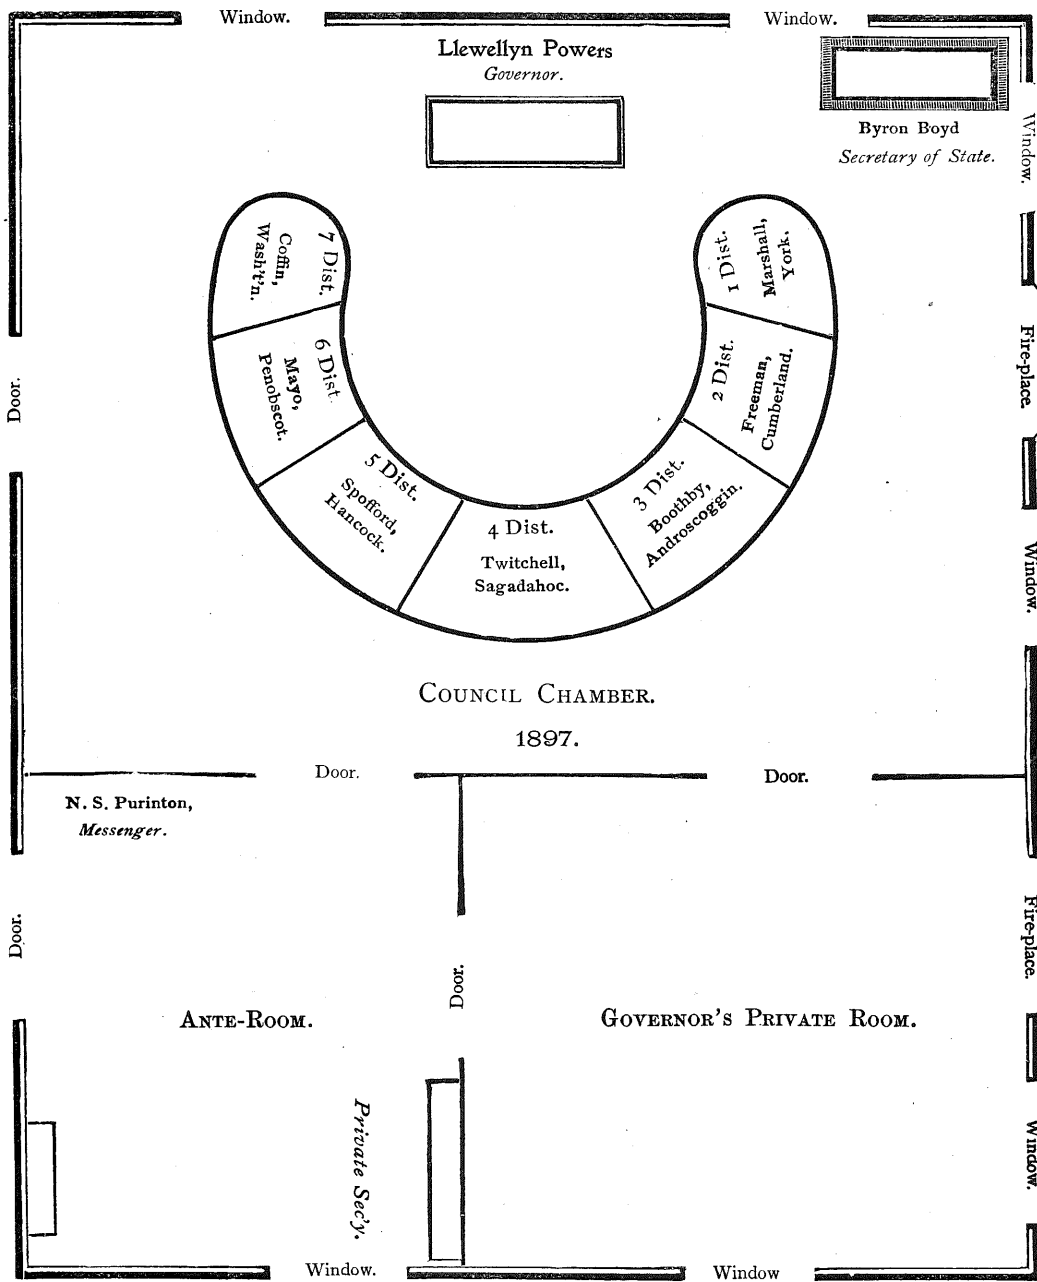 Window.
Window.
Llewellyn Powers
Governor.
Byron Boyd
Secretary of State.
Window.
7 Dist.
Coffin,
Wash't'n.
1 Dist.
Marshall,
York.
6 Dist.
Mayo,
Penobscot.
2 Dist.
Freeman,
Cumberland.
Door.
Fire-place.
5 Dist.
Spofford,
Hancock.
4 Dist.
Twitchell,
Sagadahoc.
3 Dist.
Boothby,
Androscoggin.
Window.
COUNCIL CHAMBER.
1897.
Door.
Door.
N. S. Purinton,
Messenger.
Door.
Door.
Fire-place.
ANTE-ROOM.
GOVERNOR'S PRIVATE ROOM.
Private Sec'y.
Window.
Window.
Window